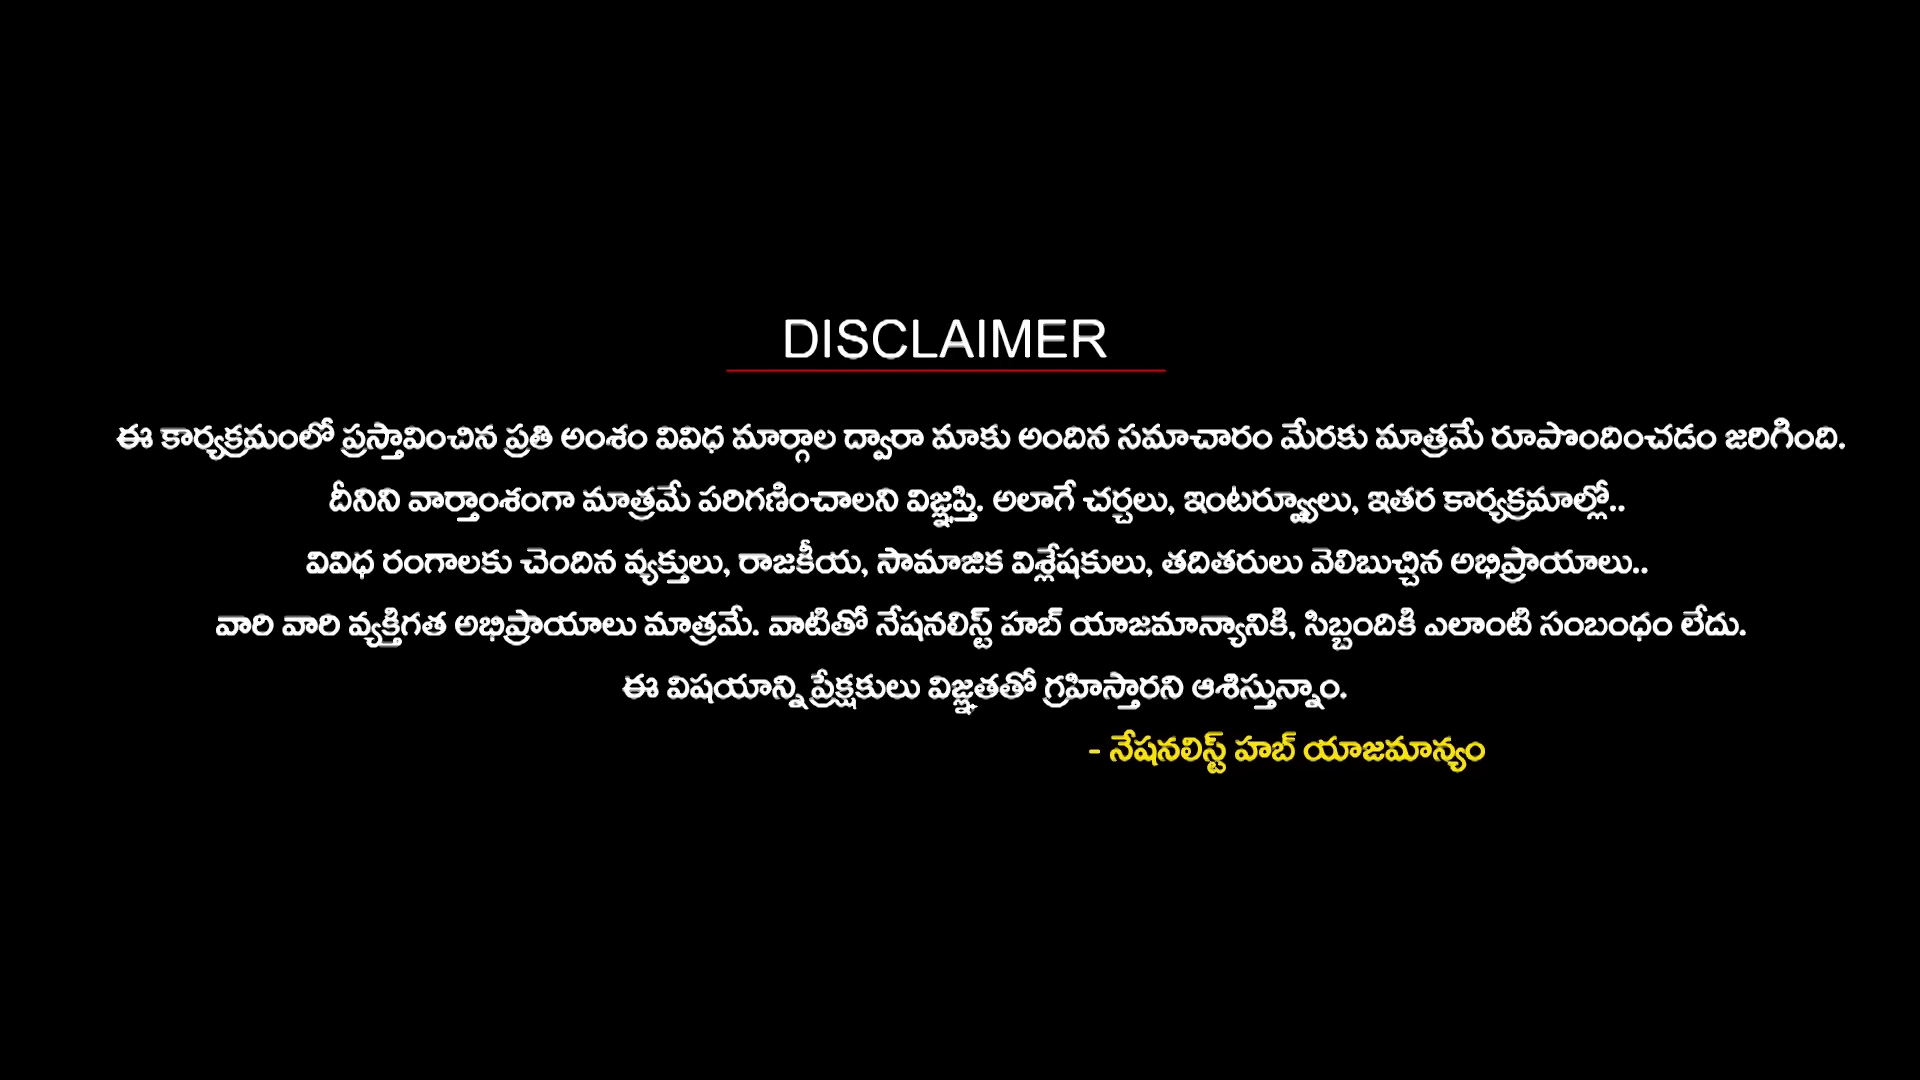 DISCLAIMER
ఈ కార్యక్రమంలో ప్రస్తావించిన ప్రతి అంశం వివిధ మార్గాల ద్వారా మాకు అందిన సమాచారం మేరకు మాత్రమే రూపొందించడం జరిగింది.
దీనిని వార్తాంశంగా మాత్రమే పరిగణించాలని విజ్ఞప్తి. అలాగే చర్చలు, ఇంటర్వ్యూలు, ఇతర కార్యక్రమాల్లో..
వివిధ రంగాలకు చెందిన వ్యక్తులు, రాజకీయ, సామాజిక విశ్లేషకులు, తదితరులు వెలిబుచ్చిన అభిప్రాయాలు..
వారి వారి వ్యక్తిగత అభిప్రాయాలు మాత్రమే. వాటితో నేషనలిస్ట్ హబ్ యాజమాన్యానికి, సిబ్బందికి ఎలాంటి సంబంధం లేదు.
ఈ విషయాన్ని ప్రేక్షకులు విజ్ఞతతో గ్రహిస్తారని ఆశిస్తున్నాం.
- నేషనలిస్ట్ హబ్ యాజమాన్యం